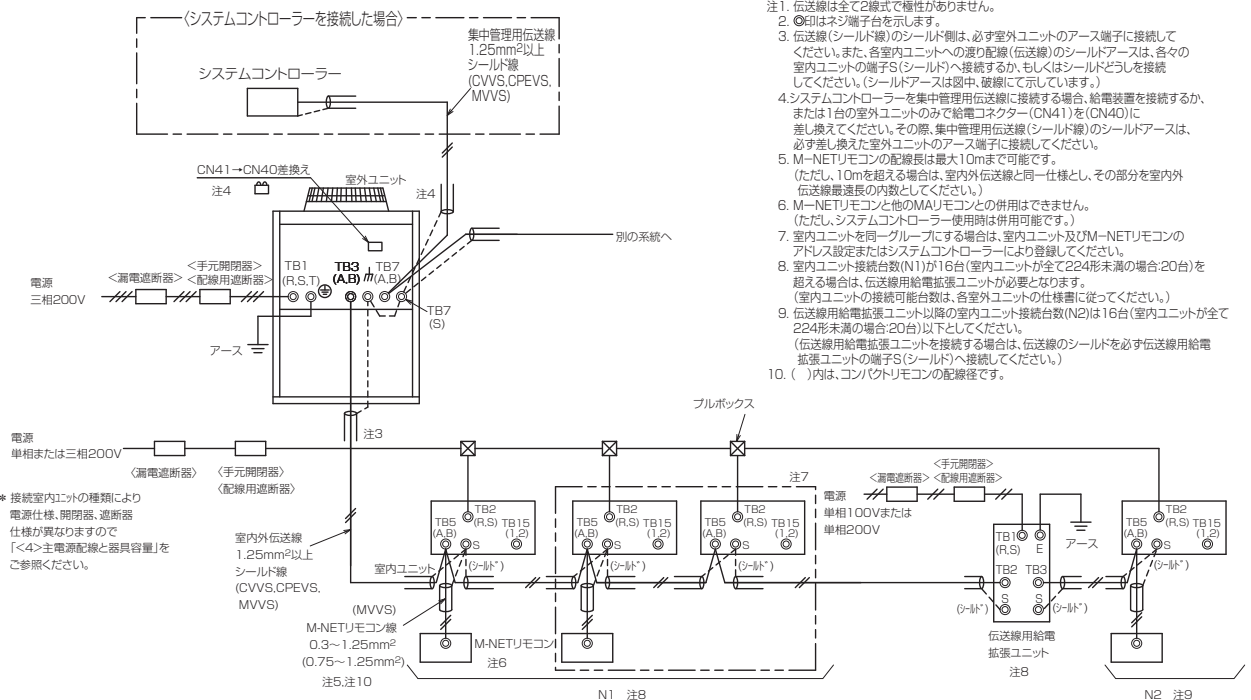 〈システムコントローラーを接続した場合〉
システムコントローラー
集中管理用伝送線
1.25mm²以上
シールド線
(CVVS,CPEVS,
MVVS)
CN41→CN40差換え
注4
室外ユニット
注4
別の系統へ
電源
三相200V
<漏電遮断器>
<手元開閉器>
<配線用遮断器>
TB1
(R,S,T)
TB3
(A,B)
TB7
(A,B)
TB7
(S)
アース
注3
注1. 伝送線は全て2線式で極性がありません。
2. ◎印はネジ端子台を示します。
3. 伝送線(シールド線)のシールド側は、必ず室外ユニットのアース端子に接続して
ください。また、各室内ユニットへの渡り配線(伝送線)のシールドアースは、各々の
室内ユニットの端子S(シールド)へ接続するか、もしくはシールドどうしを接続
してください。(シールドアースは図中、破線にて示しています。)
4.システムコントローラーを集中管理用伝送線に接続する場合、給電装置を接続するか、
または1台の室外ユニットのみで給電コネクター(CN41)を(CN40)に
差し換えてください。その際、集中管理用伝送線(シールド線)のシールドアースは、
必ず差し換えた室外ユニットのアース端子に接続してください。
5. M-NETリモコンの配線長は最大10mまで可能です。
(ただし、10mを超える場合は、室内外伝送線と同一仕様とし、その部分を室内外
伝送線最遠長の内数としてください。)
6. M-NETリモコンと他のMAリモコンとの併用はできません。
(ただし、システムコントローラー使用時は併用可能です。)
7. 室内ユニットを同一グループにする場合は、室内ユニット及びM-NETリモコンの
アドレス設定またはシステムコントローラーにより登録してください。
8. 室内ユニット接続台数(N1)が16台(室内ユニットが全て224形未満の場合:20台)を
超える場合は、伝送線用給電拡張ユニットが必要となります。
(室内ユニットの接続可能台数は、各室外ユニットの仕様書に従ってください。)
9. 伝送線用給電拡張ユニット以降の室内ユニット接続台数(N2)は16台(室内ユニットが全て
224形未満の場合:20台)以下としてください。
(伝送線用給電拡張ユニットを接続する場合は、伝送線のシールドを必ず伝送線用給電
拡張ユニットの端子S(シールド)へ接続してください。)
10. ( )内は、コンパクトリモコンの配線径です。
プルボックス
電源
単相または三相200V
〈漏電遮断器〉
〈手元開閉器〉
〈配線用遮断器〉
* 接続室内ユニットの種類により
電源仕様、開閉器、遮断器
仕様が異なりますので
「<4>主電源配線と器具容量」を
ご参照ください。
室内外伝送線
1.25mm²以上
シールド線
(CVVS,CPEVS,
MVVS)
室内ユニット
TB5
(A,B)
S
TB2
(R,S)
TB15
(1,2)
(シールド)
TB5
(A,B)
S
TB2
(R,S)
TB15
(1,2)
(シールド)
注7
TB5
(A,B)
S
TB2
(R,S)
TB15
(1,2)
(シールド)
電源
単相100Vまたは
単相200V
<漏電遮断器>
<手元開閉器>
<配線用遮断器>
TB1
(R,S)
E
アース
TB2
TB3
S
S
(シールド)
(シールド)
伝送線用給電
拡張ユニット
注8
TB5
(A,B)
S
TB2
(R,S)
TB15
(1,2)
(シールド)
(MVVS)
M-NETリモコン線
0.3~1.25mm²
(0.75~1.25mm²)
注5,注10
M-NETリモコン
注6
N1 注8
N2 注9